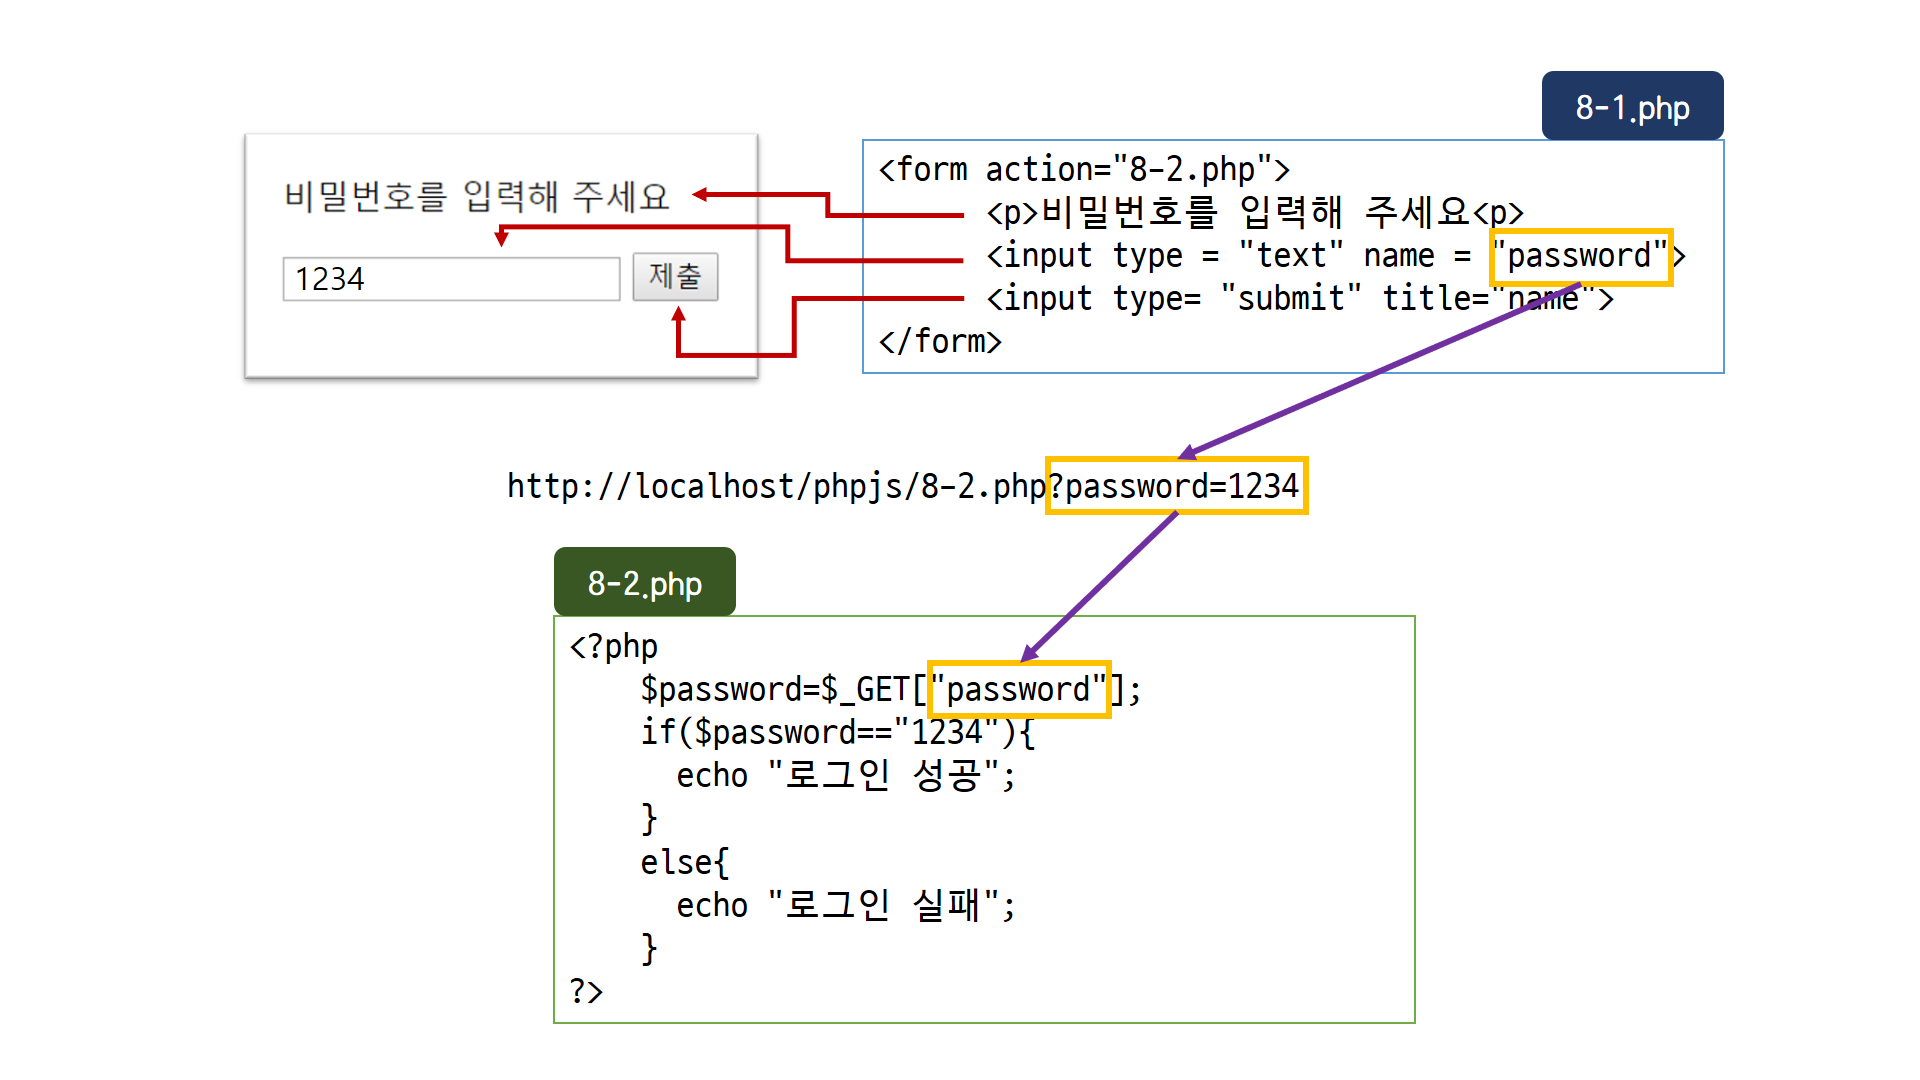 8-1.php
비밀번호를 입력해 주세요
1234 제출
<form action="8-2.php">
<p>비밀번호를 입력해 주세요<p>
<input type = "text" name = "password">
<input type= "submit" title="name">
</form>
http://localhost/phpjs/8-2.php?password=1234
8-2.php
<?php
$password=$_GET["password"];
if($password=="1234"){
echo "로그인 성공";
}
else{
echo "로그인 실패";
}
?>